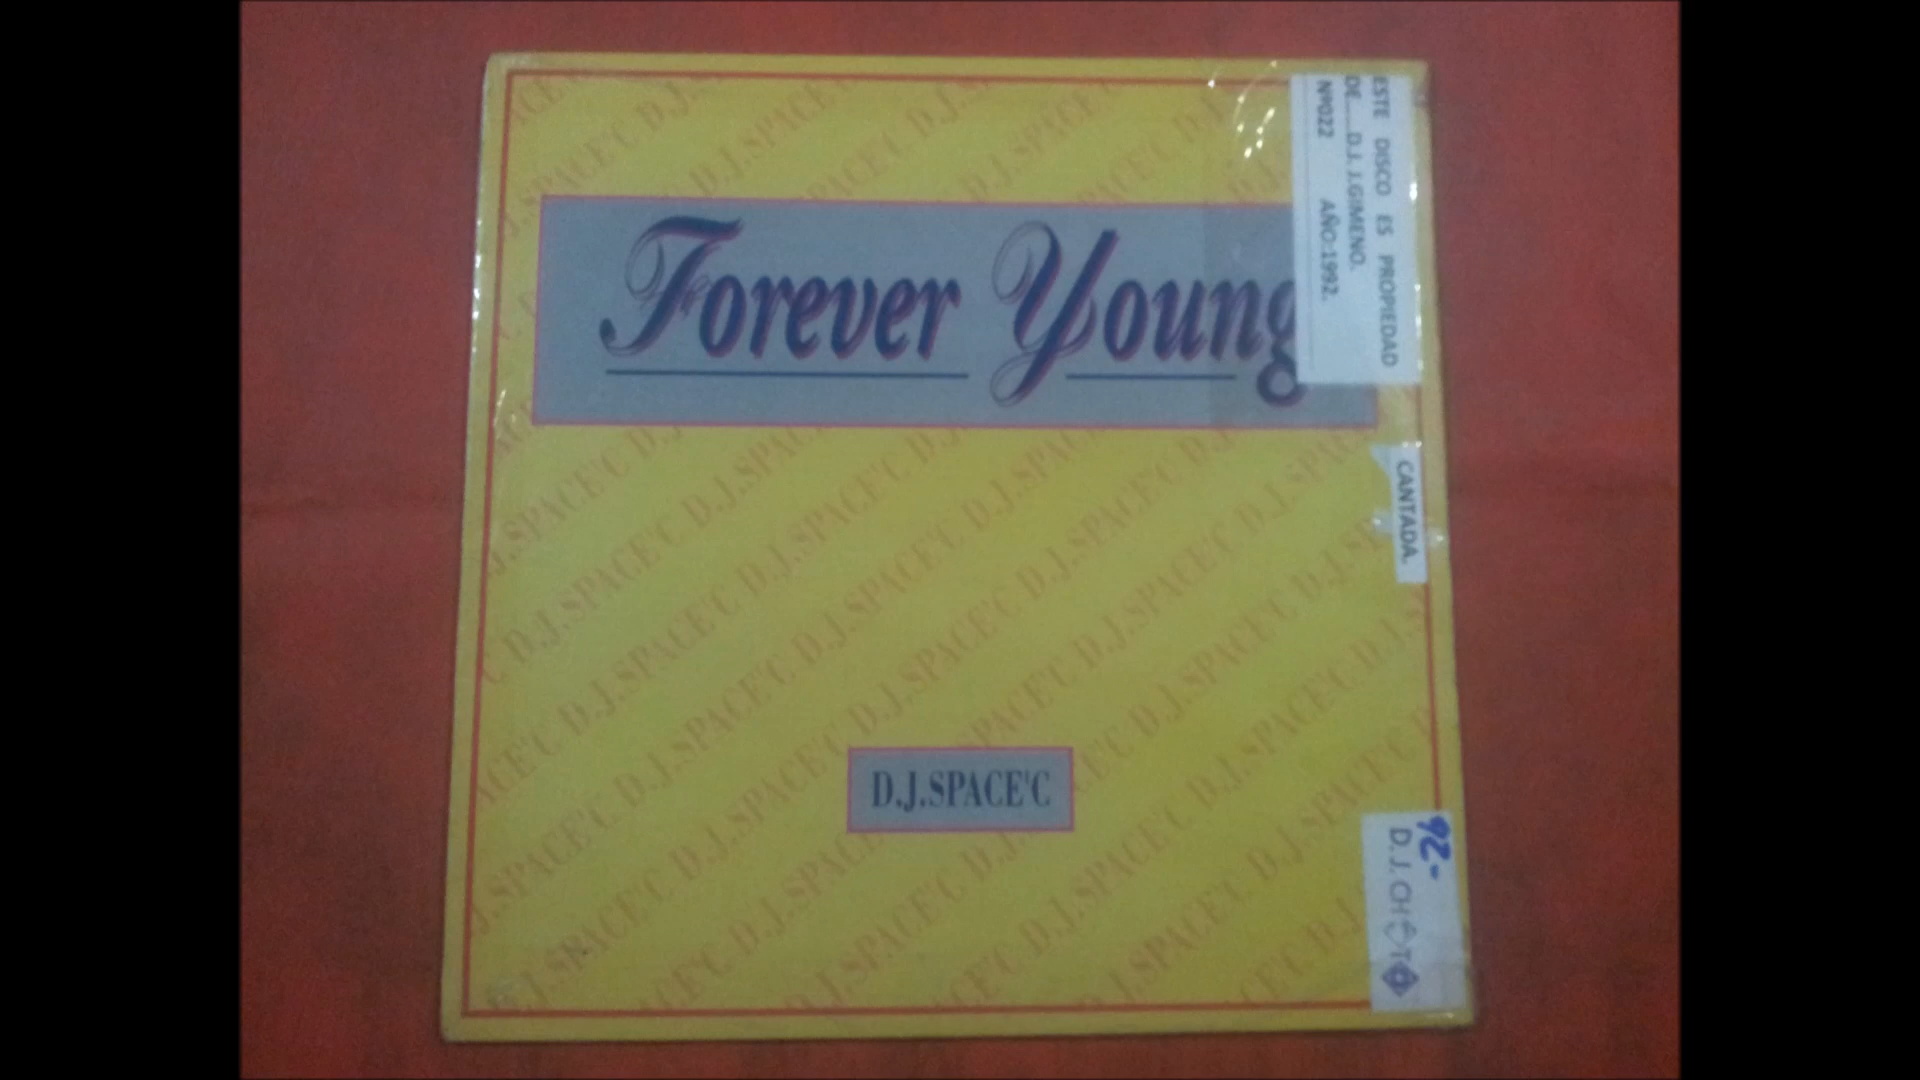 Forever Young
D.J.SPACE'C
ESTE DISCO ES PROPIEDAD
DE.....D.J. J.GIMENO.
Nº022 AÑO:1992.
CANTADA.
92-